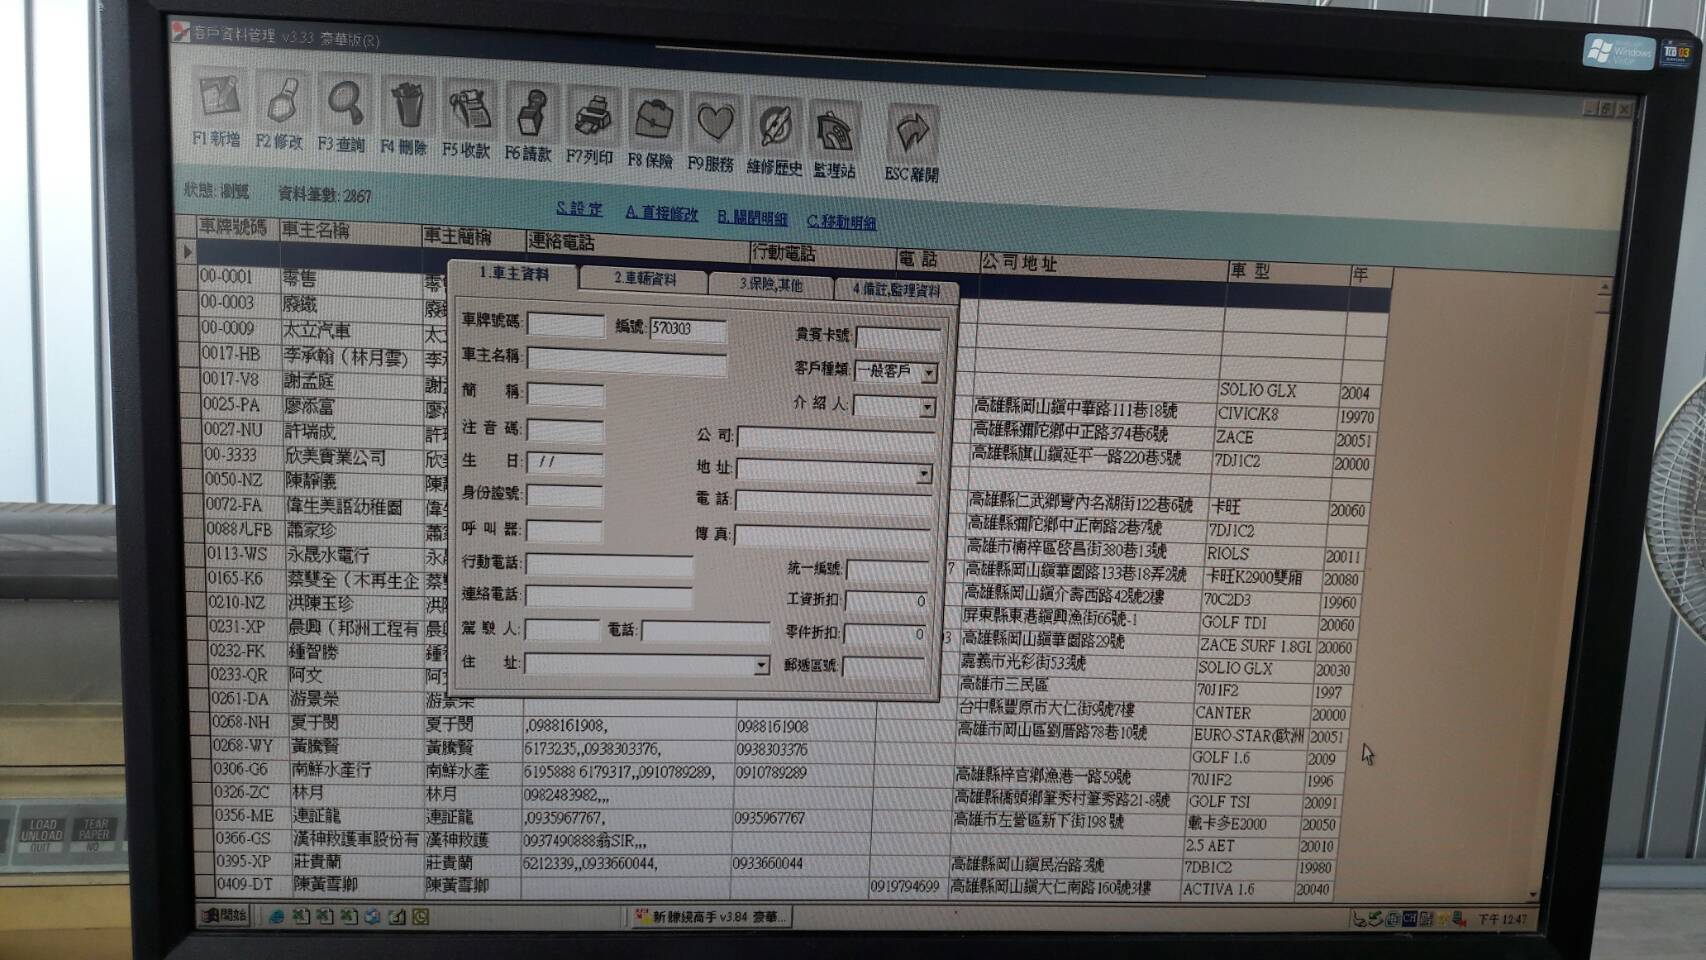 客戶資料管理 v3.33 豪華版(R)
Windows Vista
F1新增 F2修改 F3查詢 F4刪除 F5收款 F6請款 F7列印 F8保險 F9服務 維修歷史 監理站 ESC離開
狀態: 瀏覽 資料筆數: 2867
S.設定 A.直接修改 B.關閉明細 C.移動明細
車牌號碼 車主名稱 車主簡稱 連絡電話 行動電話 電話 公司地址 車型 年
1.車主資料 2.車輛資料 3.保險,其他 4.備註,監理資料
車牌號碼: 編號: 570303 貴賓卡號:
車主名稱: 客戶種類: 一般客戶
簡稱: 介紹人:
注音碼: 公司:
生日: / / 地址:
身份證號: 電話:
呼叫器: 傳真:
行動電話: 統一編號:
連絡電話: 工資折扣: 0
駕駛人: 電話: 零件折扣: 0
住址: 郵遞區號:
00-0001 零售
00-0003 廢鐵
00-0009 太立汽車 太
0017-HB 李承翰（林月雲） 李
0017-V8 謝孟庭 SOLIO GLX 2004
0025-PA 廖添富 高雄縣岡山鎮中華路111巷18號 CIVIC/K8 19970
0027-NU 許瑞成 高雄縣彌陀鄉中正路374巷6號 ZACE 20051
00-3333 欣美實業公司 高雄縣旗山鎮延平一路220巷5號 7DJ1C2 20000
0050-NZ 陳靜儀
0072-FA 偉生美語幼稚園 高雄縣仁武鄉灣內名湖街122巷6號 卡旺 20060
0088儿FB 蕭家珍 高雄縣彌陀鄉中正南路2巷7號 7DJ1C2
0113-WS 永晟水電行 高雄市楠梓區啓昌街380巷13號 RIOLS 20011
0165-K6 蔡雙全（木再生企 高雄縣岡山鎮華園路133巷18弄2號 卡旺K2900雙廂 20080
0210-NZ 洪陳玉珍 高雄縣岡山鎮介壽西路42號2樓 70C2D3 19960
0231-XP 晨興（邦洲工程有 屏東縣東港鎮興漁街66號-1 GOLF TDI 20060
0232-FK 鍾智勝 高雄縣岡山鎮華園路29號 ZACE SURF 1.8GL 20060
0233-QR 阿文 嘉義市光彩街533號 SOLIO GLX 20030
0261-DA 游景榮 游景榮 高雄市三民區 70J1F2 1997
台中縣豐原市大仁街9號7樓 CANTER 20000
0268-NH 夏于閔 夏于閔 ,0988161908, 0988161908 高雄市岡山區劉厝路78巷10號 EURO-STAR(歐洲 20051
0268-WY 黃騰賢 黃騰賢 6173235,,0938303376, 0938303376 GOLF 1.6 2009
0306-G6 南鮮水產行 南鮮水產 6195888 6179317,,0910789289, 0910789289 高雄縣梓官鄉漁港一路59號 70J1F2 1996
0326-ZC 林月 林月 0982483982,,, 高雄縣橋頭鄉筆秀村筆秀路21-8號 GOLF TSI 20091
0356-ME 連証龍 連証龍 ,0935967767, 0935967767 高雄市左營區新下街198號 載卡多E2000 20050
0366-GS 漢神救護車股份有 漢神救護 0937490888翁SIR,,, 2.5 AET 20010
0395-XP 莊貴蘭 莊貴蘭 6212339,,0933660044, 0933660044 高雄縣岡山鎮民治路3號 7DB1C2 19980
0409-DT 陳黃雪卿 陳黃雪卿 0919794699 高雄縣岡山鎮大仁南路160號3樓 ACTIVA 1.6 20040
開始 新賺錢高手 v3.84 豪華... CH 下午 12:47
LOAD
UNLOAD
QUIT
TEAR
PAPER
NO